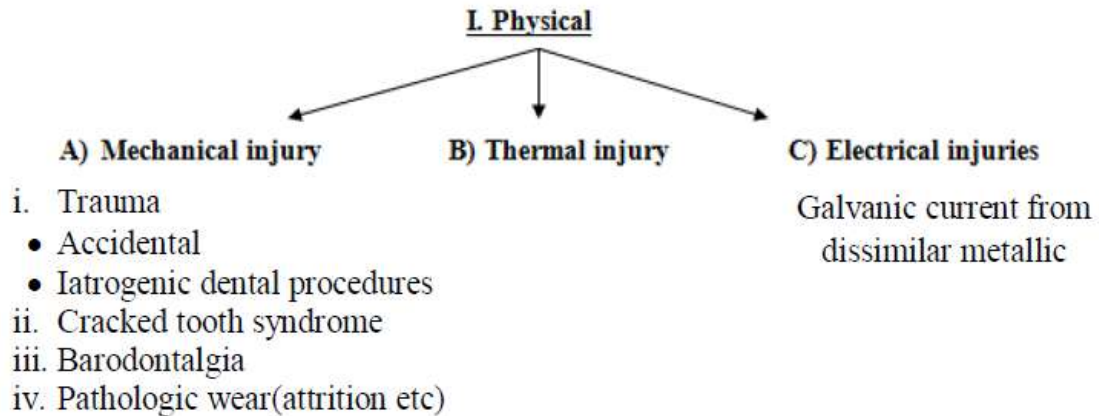 I. Physical
A) Mechanical injury
B) Thermal injury
C) Electrical injuries
i. Trauma
• Accidental
• Iatrogenic dental procedures
ii. Cracked tooth syndrome
iii. Barodontalgia
iv. Pathologic wear(attrition etc)
Galvanic current from
dissimilar metallic